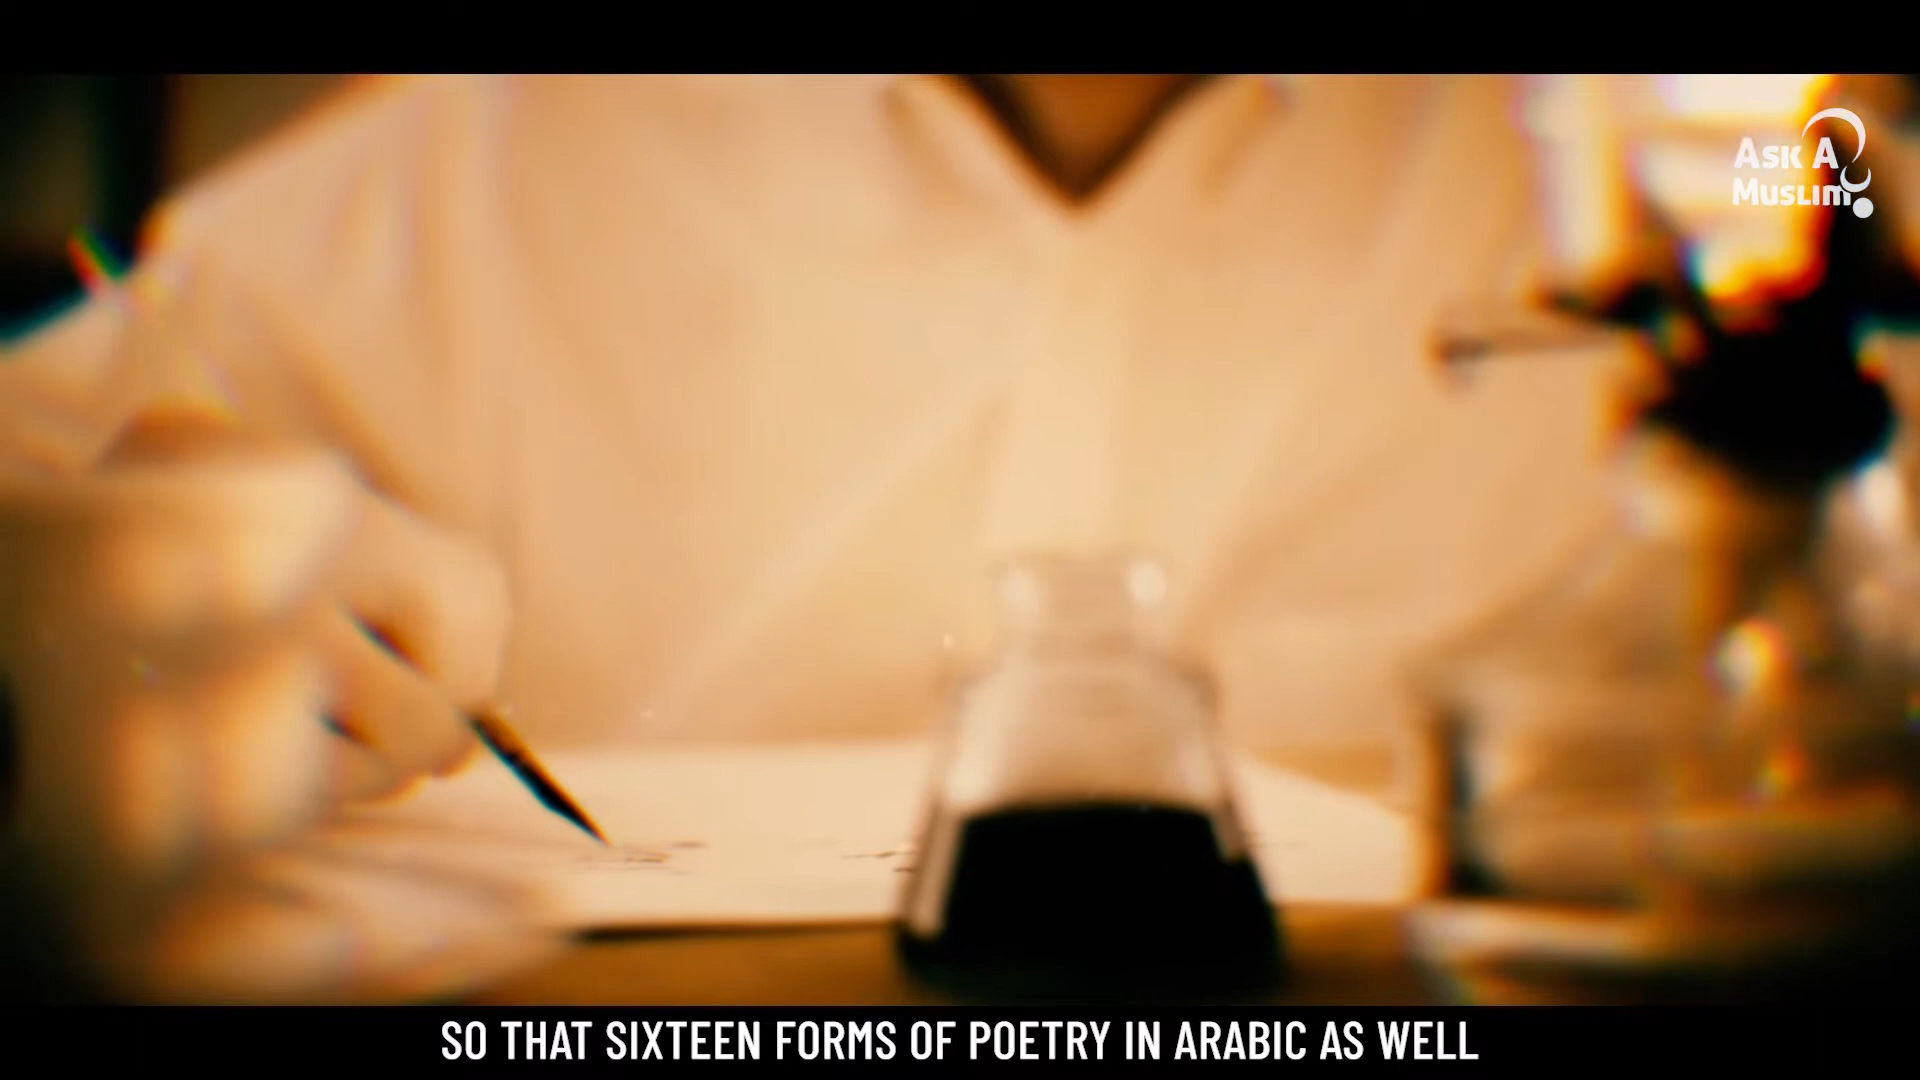 Ask A
Muslim
SO THAT SIXTEEN FORMS OF POETRY IN ARABIC AS WELL